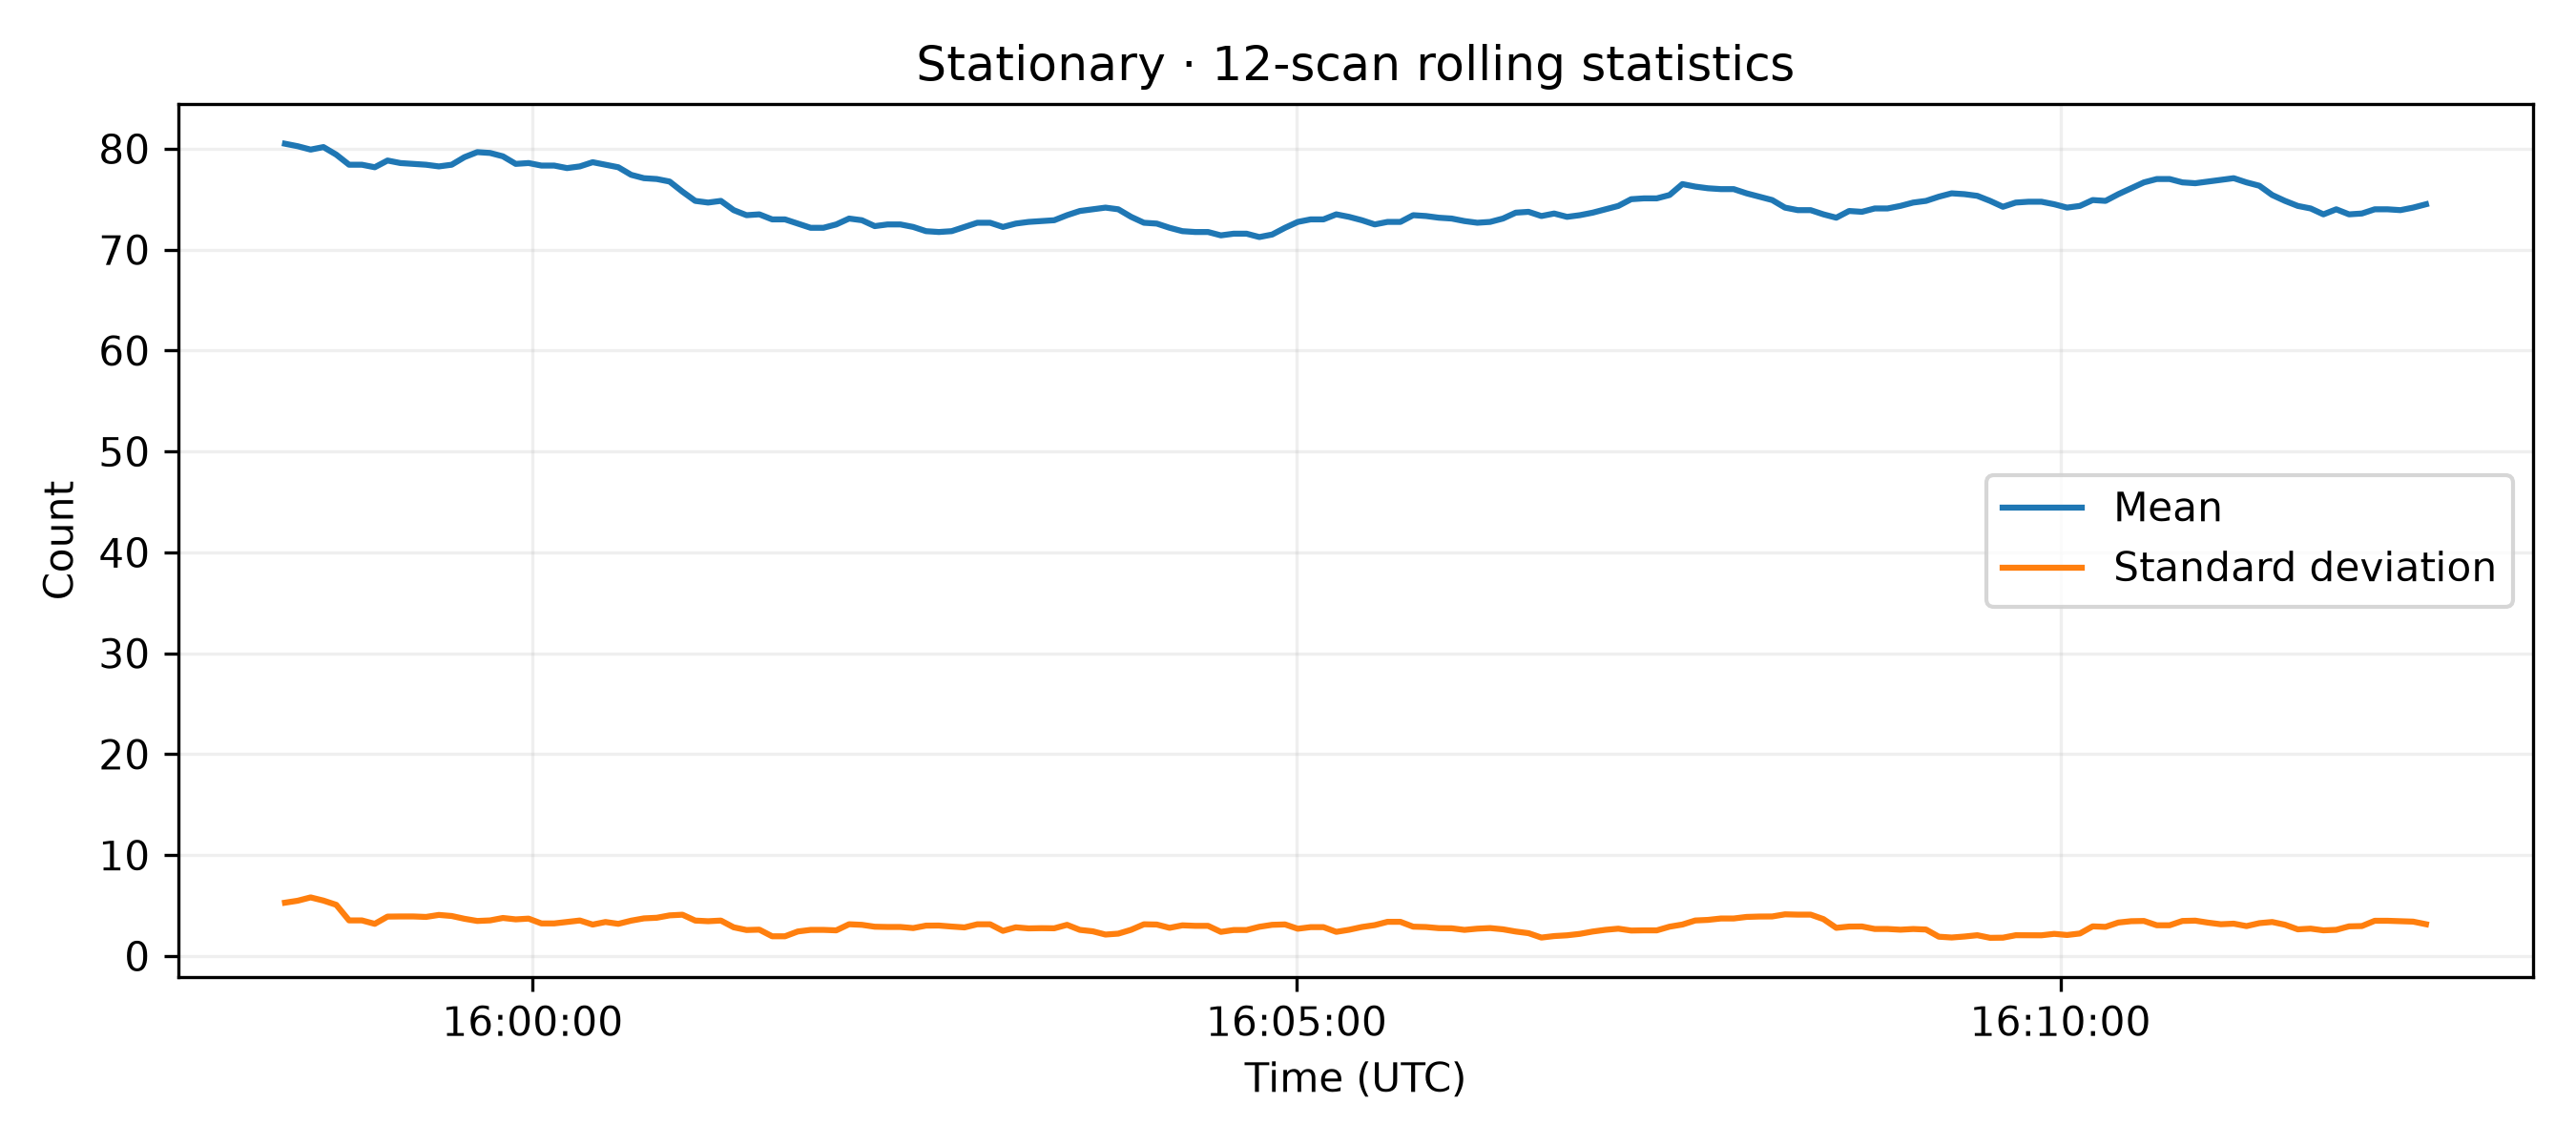 Stationary · 12-scan rolling statistics
80
70
60
50
40
30
20
10
0
Count
Mean
Standard deviation
16:00:00
16:05:00
16:10:00
Time (UTC)